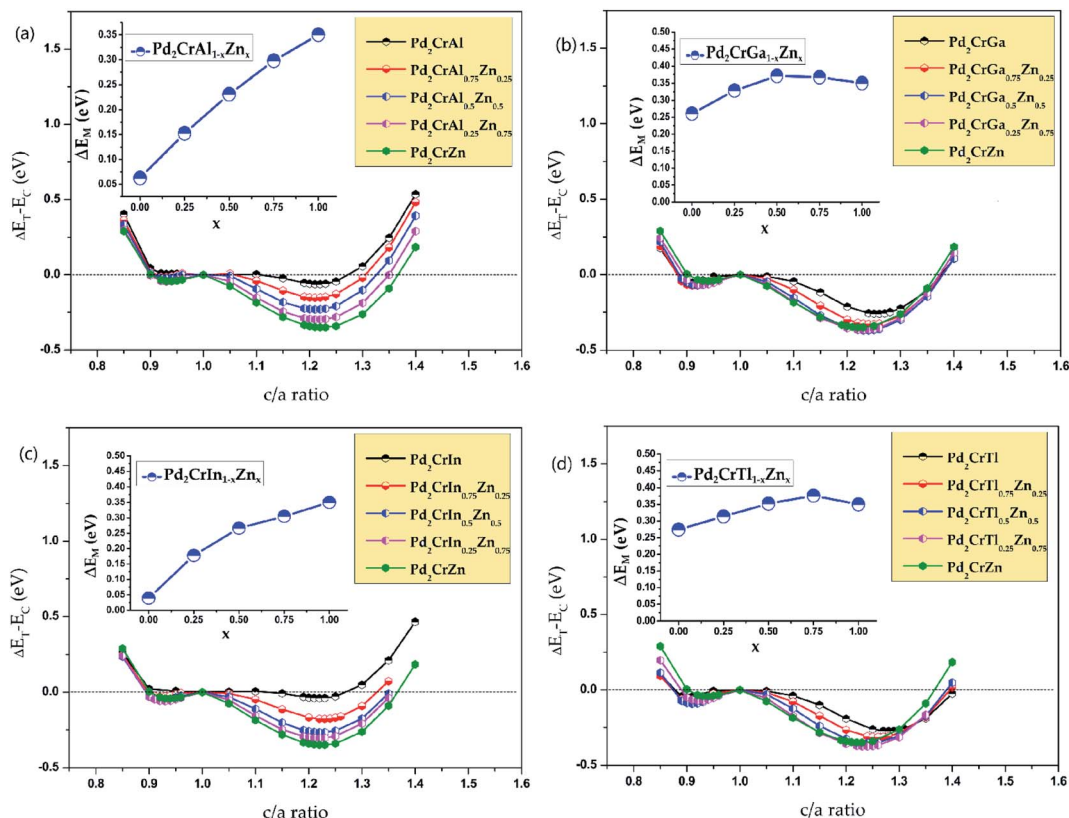 (a)
Pd2CrAl1-xZnx
ΔEM (eV)
0.35
0.30
0.25
0.20
0.15
0.10
0.05
0.00 0.25 0.50 0.75 1.00
x
Pd2CrAl
Pd2CrAl0.75Zn0.25
Pd2CrAl0.5Zn0.5
Pd2CrAl0.25Zn0.75
Pd2CrZn
ΔET-EC (eV)
1.5
1.0
0.5
0.0
-0.5
0.8 0.9 1.0 1.1 1.2 1.3 1.4 1.5 1.6
c/a ratio
(b)
Pd2CrGa1-xZnx
ΔEM (eV)
0.50
0.45
0.40
0.35
0.30
0.25
0.20
0.15
0.10
0.05
0.00
0.00 0.25 0.50 0.75 1.00
x
Pd2CrGa
Pd2CrGa0.75Zn0.25
Pd2CrGa0.5Zn0.5
Pd2CrGa0.25Zn0.75
Pd2CrZn
ΔET-EC (eV)
1.5
1.0
0.5
0.0
-0.5
0.8 0.9 1.0 1.1 1.2 1.3 1.4 1.5 1.6
c/a ratio
(c)
Pd2CrIn1-xZnx
ΔEM (eV)
0.50
0.45
0.40
0.35
0.30
0.25
0.20
0.15
0.10
0.05
0.00
0.00 0.25 0.50 0.75 1.00
x
Pd2CrIn
Pd2CrIn0.75Zn0.25
Pd2CrIn0.5Zn0.5
Pd2CrIn0.25Zn0.75
Pd2CrZn
ΔET-EC (eV)
1.5
1.0
0.5
0.0
-0.5
0.8 0.9 1.0 1.1 1.2 1.3 1.4 1.5 1.6
c/a ratio
(d)
Pd2CrTl1-xZnx
ΔEM (eV)
0.50
0.45
0.40
0.35
0.30
0.25
0.20
0.15
0.10
0.05
0.00
0.00 0.25 0.50 0.75 1.00
x
Pd2CrTl
Pd2CrTl0.75Zn0.25
Pd2CrTl0.5Zn0.5
Pd2CrTl0.25Zn0.75
Pd2CrZn
ΔET-EC (eV)
1.5
1.0
0.5
0.0
-0.5
0.8 0.9 1.0 1.1 1.2 1.3 1.4 1.5 1.6
c/a ratio